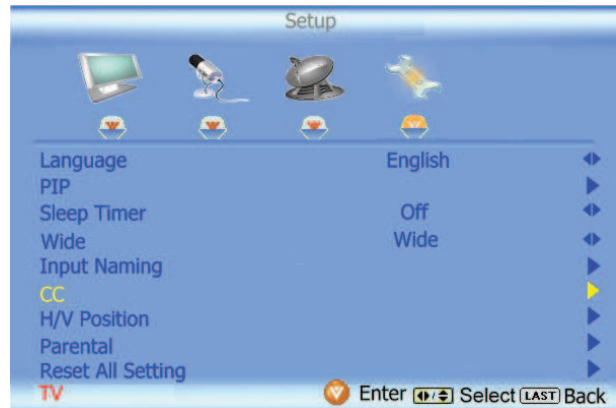 Setup
Language English
PIP
Sleep Timer Off
Wide Wide
Input Naming
CC
H/V Position
Parental
Reset All Setting
TV Enter Select LAST Back